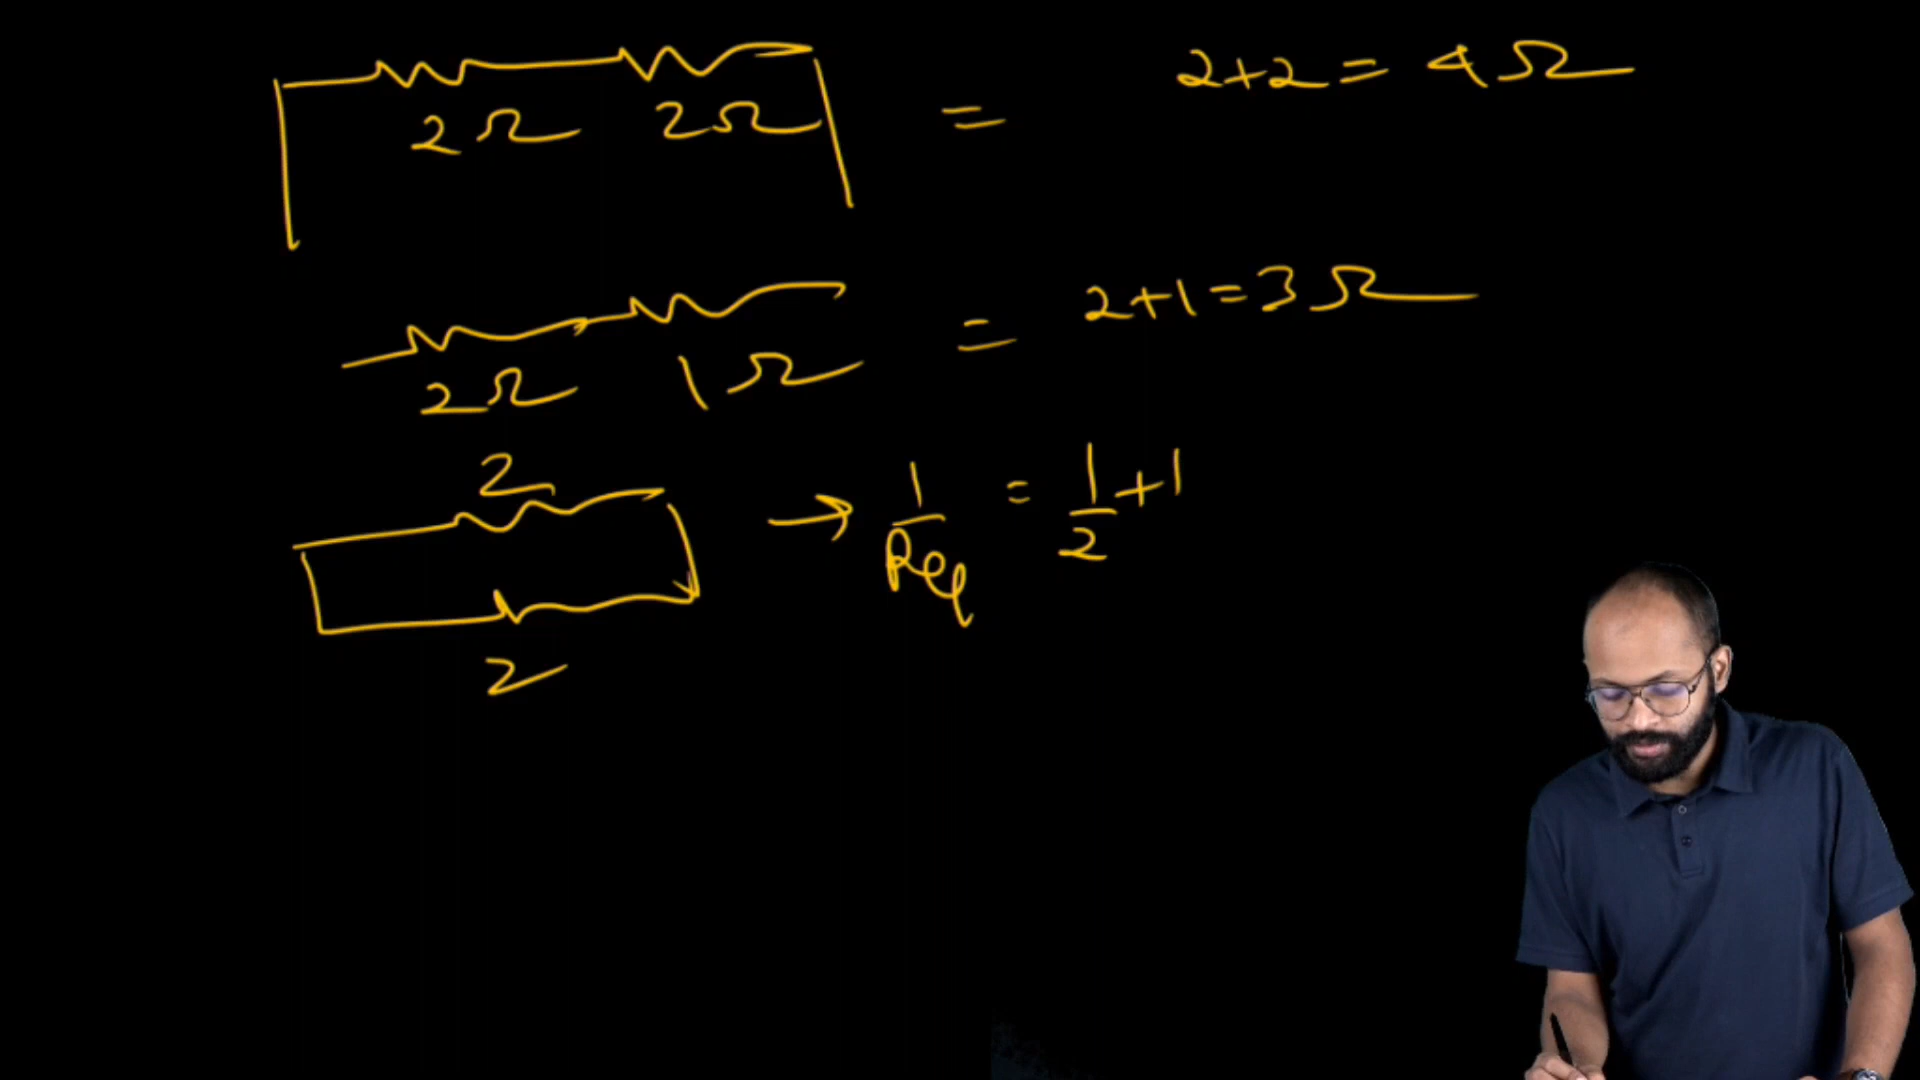 2+2 = 4Ω
2Ω 2Ω =
2+1=3Ω
=
2Ω 1Ω
2
→ 1/Req = 1/2+1
2